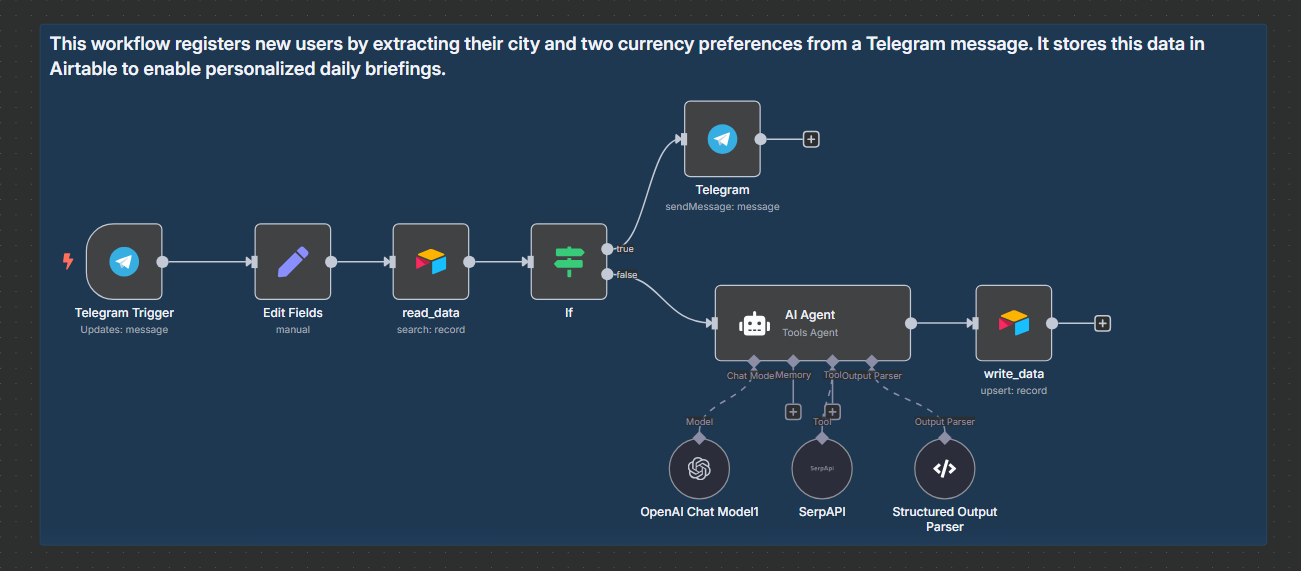 This workflow registers new users by extracting their city and two currency preferences from a Telegram message. It stores this data in
Airtable to enable personalized daily briefings.
Telegram
sendMessage: message
true
false
Telegram Trigger
Updates: message
Edit Fields
manual
read_data
search: record
If
AI Agent
Tools Agent
Chat Mode
Memory
Tool
Output Parser
write_data
upsert: record
Model
Tool
Output Parser
SerpApi
OpenAI Chat Model1
SerpAPI
Structured Output
Parser